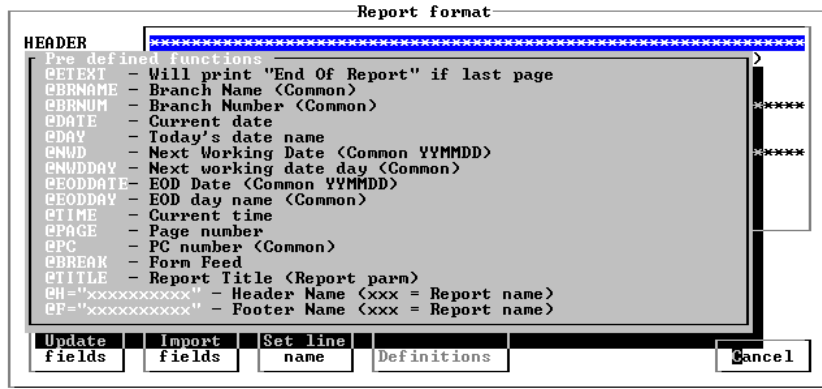 Report format
HEADER
************************************************************************
Pre defined functions
)
@ETEXT - Will print "End Of Report" if last page
@BRNAME - Branch Name (Common)
@BRNUM - Branch Number (Common)
****
@DATE - Current date
@DAY - Today's date name
@NWD - Next Working Date (Common YYMMDD)
****
@NWDDAY - Next working date day (Common)
@EODDATE- EOD Date (Common YYMMDD)
@EODDAY - EOD day name (Common)
@TIME - Current time
@PAGE - Page number
@PC - PC number (Common)
@BREAK - Form Feed
@TITLE - Report Title (Report parm)
@H="xxxxxxxxxx" - Header Name (xxx = Report name)
@F="xxxxxxxxxx" - Footer Name (xxx = Report name)
Update
fields
Import
fields
Set line
name
Definitions
Cancel